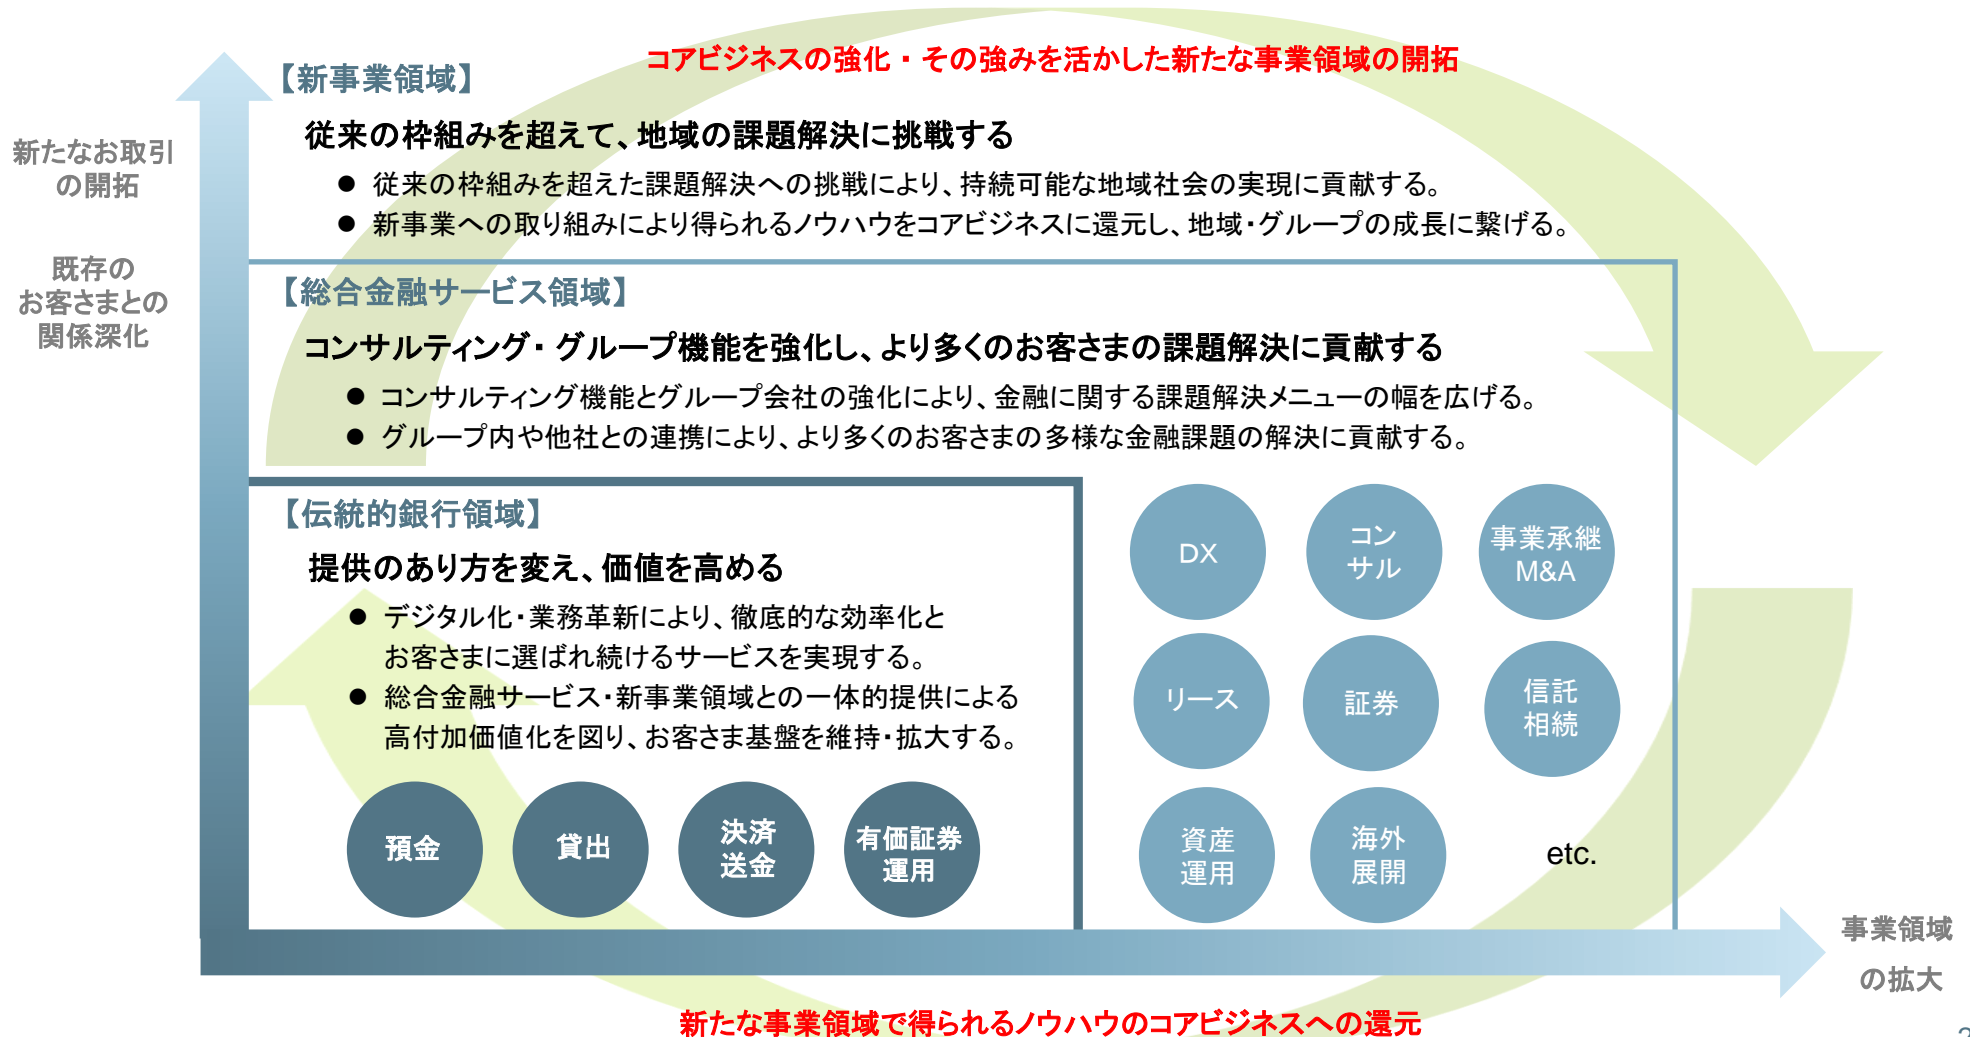 コアビジネスの強化・その強みを活かした新たな事業領域の開拓
【新事業領域】
従来の枠組みを超えて、地域の課題解決に挑戦する
● 従来の枠組みを超えた課題解決への挑戦により、持続可能な地域社会の実現に貢献する。
● 新事業への取り組みにより得られるノウハウをコアビジネスに還元し、地域・グループの成長に繋げる。
新たなお取引
の開拓
既存の
お客さまとの
関係深化
【総合金融サービス領域】
コンサルティング・グループ機能を強化し、より多くのお客さまの課題解決に貢献する
● コンサルティング機能とグループ会社の強化により、金融に関する課題解決メニューの幅を広げる。
● グループ内や他社との連携により、より多くのお客さまの多様な金融課題の解決に貢献する。
【伝統的銀行領域】
提供のあり方を変え、価値を高める
● デジタル化・業務革新により、徹底的な効率化と
お客さまに選ばれ続けるサービスを実現する。
● 総合金融サービス・新事業領域との一体的提供による
高付加価値化を図り、お客さま基盤を維持・拡大する。
預金
貸出
決済
送金
有価証券
運用
DX
コン
サル
事業承継
M&A
リース
証券
信託
相続
資産
運用
海外
展開
etc.
事業領域
の拡大
新たな事業領域で得られるノウハウのコアビジネスへの還元